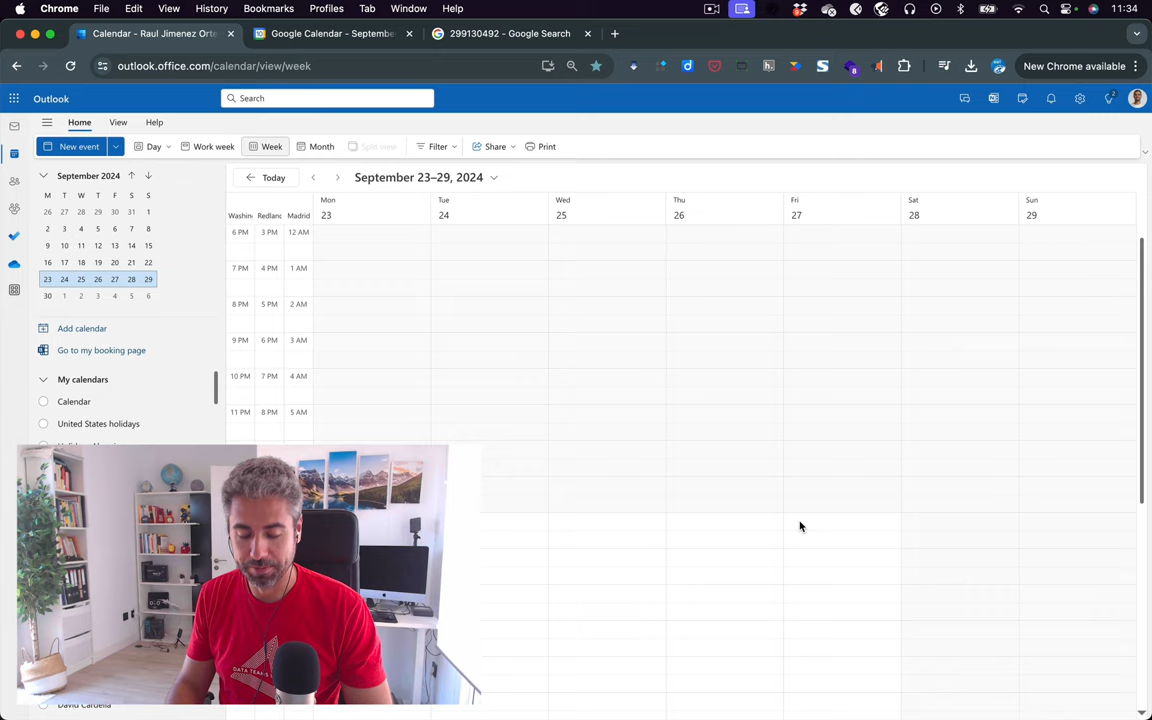 Chrome File Edit View History Bookmarks Profiles Tab Window Help 11:34
Calendar - Raul Jimenez Orte Google Calendar - Septembe 299130492 - Google Search
outlook.office.com/calendar/view/week 8 New Chrome available
Outlook Search 2
Home View Help
New event Day Work week Week Month Split view Filter Share Print
September 2024 Today September 23–29, 2024
M T W T F S S
26 27 28 29 30 31 1
2 3 4 5 6 7 8
9 10 11 12 13 14 15
16 17 18 19 20 21 22
23 24 25 26 27 28 29
30 1 2 3 4 5 6
Add calendar
Go to my booking page
My calendars
Calendar
United States holidays
Mon Tue Wed Thu Fri Sat Sun
Washin Redlanc Madrid 23 24 25 26 27 28 29
6 PM 3 PM 12 AM
7 PM 4 PM 1 AM
8 PM 5 PM 2 AM
9 PM 6 PM 3 AM
10 PM 7 PM 4 AM
11 PM 8 PM 5 AM